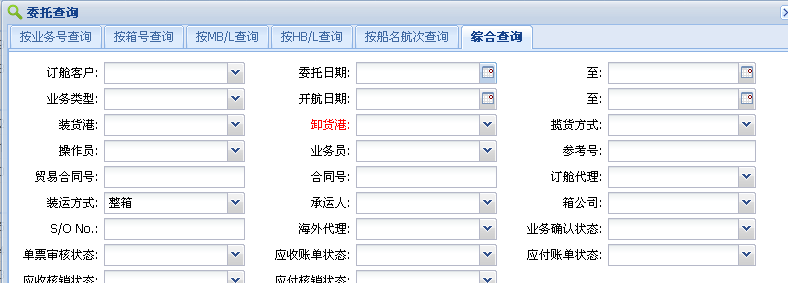 委托查询
按业务号查询 按箱号查询 按MB/L查询 按HB/L查询 按船名航次查询 综合查询
订舱客户: 委托日期: 至:
业务类型: 开航日期: 至:
装货港: 卸货港: 揽货方式:
操作员: 业务员: 参考号:
贸易合同号: 合同号: 订舱代理:
装运方式: 整箱 承运人: 箱公司:
S/O No.: 海外代理: 业务确认状态:
单票审核状态: 应收账单状态: 应付账单状态:
应收核销状态: 应付核销状态: